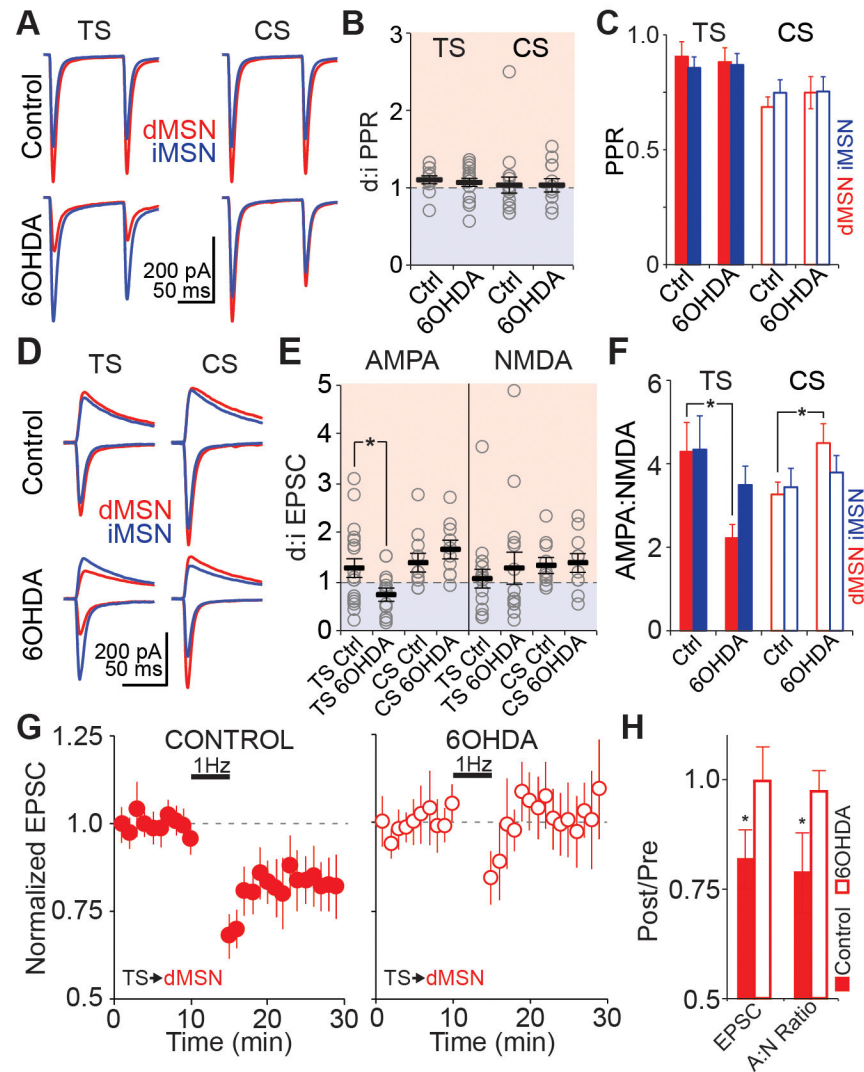 A
TS
CS
Control
dMSN
iMSN
6OHDA
200 pA
50 ms
B
TS
CS
d:i PPR
3
2
1
0
Ctrl
6OHDA
Ctrl
6OHDA
C
TS
CS
PPR
1
0.75
0.5
0
Ctrl
6OHDA
Ctrl
6OHDA
dMSN iMSN
D
TS
CS
Control
dMSN
iMSN
6OHDA
200 pA
50 ms
E
AMPA
NMDA
d:i EPSC
5
4
3
2
1
0
*
TS Ctrl
TS 6OHDA
CS Ctrl
CS 6OHDA
TS Ctrl
TS 6OHDA
CS Ctrl
CS 6OHDA
F
TS
CS
AMPA:NMDA
6
4
2
0
*
*
Ctrl
6OHDA
Ctrl
6OHDA
dMSN iMSN
G
Normalized EPSC
1.25
1.0
0.75
0.5
CONTROL
1Hz
TS dMSN
0
10
20
30
Time (min)
6OHDA
1Hz
TS dMSN
0
10
20
30
Time (min)
H
Post/Pre
1.0
0.75
0.5
*
*
EPSC
A:N Ratio
Control 6OHDA